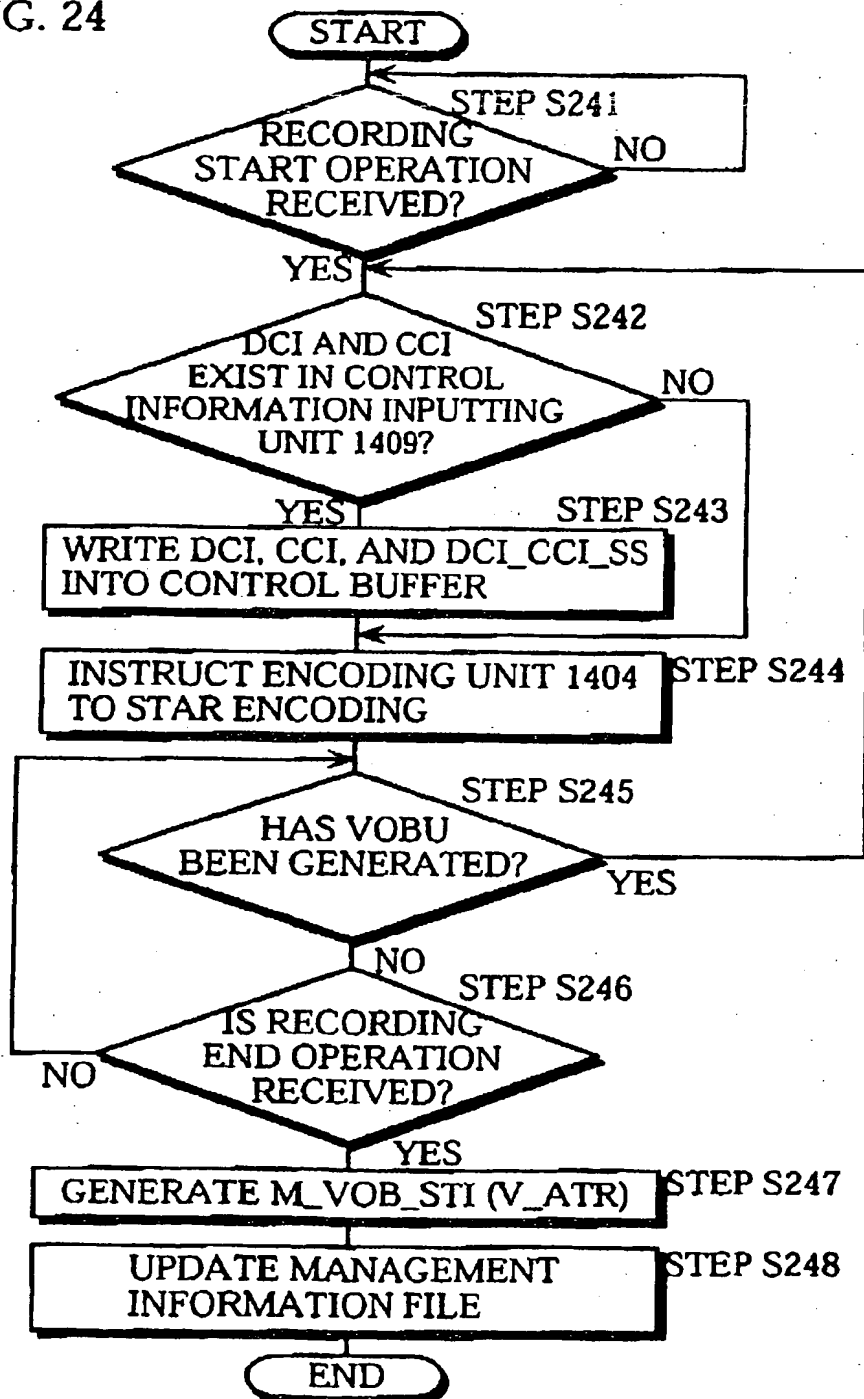 G. 24
START
STEP S241
RECORDING
START OPERATION
RECEIVED?
NO
YES
STEP S242
DCI AND CCI
EXIST IN CONTROL
INFORMATION INPUTTING
UNIT 1409?
NO
YES
STEP S243
WRITE DCI, CCI, AND DCI_CCI_SS
INTO CONTROL BUFFER
INSTRUCT ENCODING UNIT 1404
TO STAR ENCODING
STEP S244
STEP S245
HAS VOBU
BEEN GENERATED?
YES
NO
STEP S246
IS RECORDING
END OPERATION
RECEIVED?
NO
YES
GENERATE M_VOB_STI (V_ATR)
STEP S247
UPDATE MANAGEMENT
INFORMATION FILE
STEP S248
END